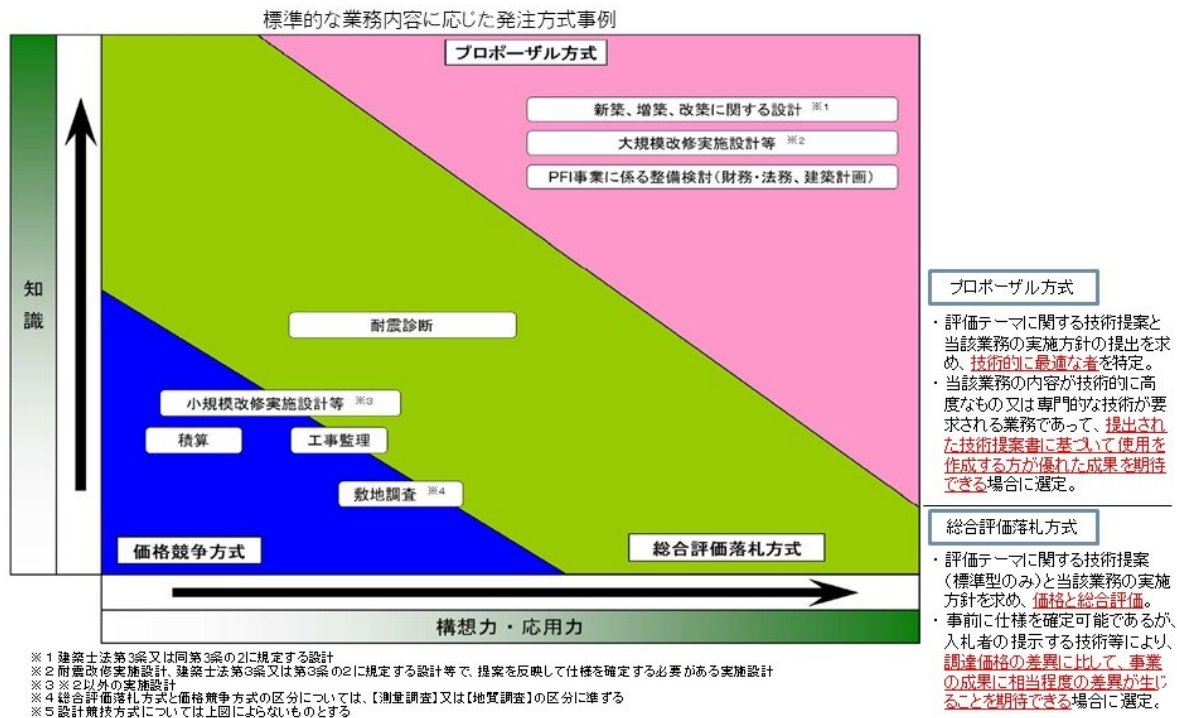 標準的な業務内容に応じた発注方式事例
プロポーザル方式
新築、増築、改築に関する設計 ※1
大規模改修実施設計等 ※2
PFI事業に係る整備検討(財務・法務、建築計画)
知
識
耐震診断
小規模改修実施設計等 ※3
積算
工事監理
敷地調査 ※4
価格競争方式
総合評価落札方式
構想力・応用力
プロポーザル方式
・評価テーマに関する技術提案と
当該業務の実施方針の提出を求
め、技術的に最適な者を特定。
・当該業務の内容が技術的に高
度なもの又は専門的な技術が要
求される業務であって、提出され
た技術提案書に基づいて使用を
作成する方が優れた成果を期待
できる場合に選定。
総合評価落札方式
・評価テーマに関する技術提案
(標準型のみ)と当該業務の実施
方針を求め、価格と総合評価。
・事前に仕様を確定可能であるが、
入札者の提示する技術等により、
調達価格の差異に比して、事業
の成果に相当程度の差異が生じ
ることを期待できる場合に選定。
※1 建築士法第3条又は同第3条の2に規定する設計
※2 耐震改修実施設計、建築士法第3条又は第3条の2に規定する設計等で、提案を反映して仕様を確定する必要がある実施設計
※3 ※2以外の実施設計
※4 総合評価落札方式と価格競争方式の区分については、【測量調査】又は【地質調査】の区分に準ずる
※5 設計競技方式については上図によらないものとする